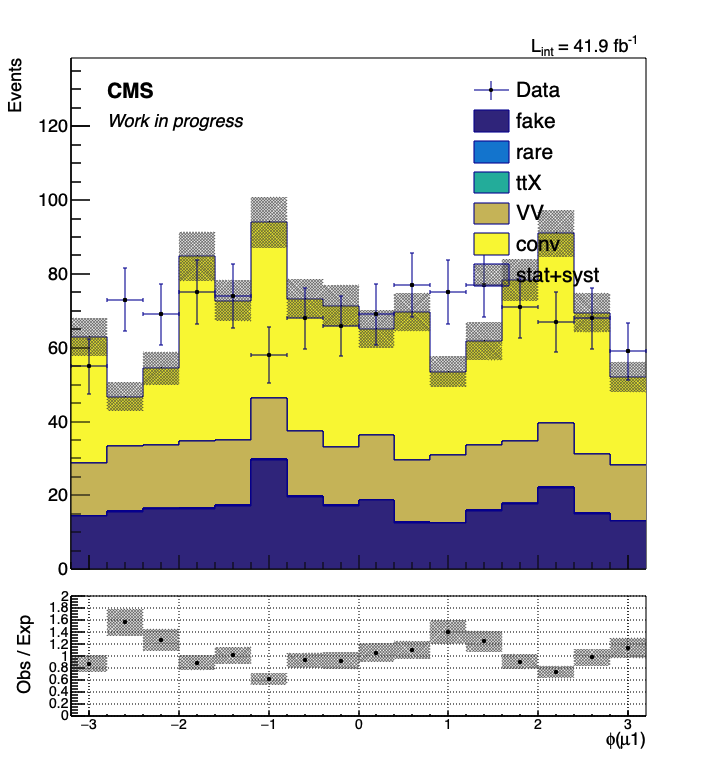 L_int = 41.9 fb⁻¹
Events
CMS
Work in progress
Data
fake
rare
ttX
VV
conv
stat+syst
120
100
80
60
40
20
0
Obs / Exp
2
1.8
1.6
1.4
1.2
1
0.8
0.6
0.4
0.2
0
−3 −2 −1 0 1 2 3
ϕ(μ1)